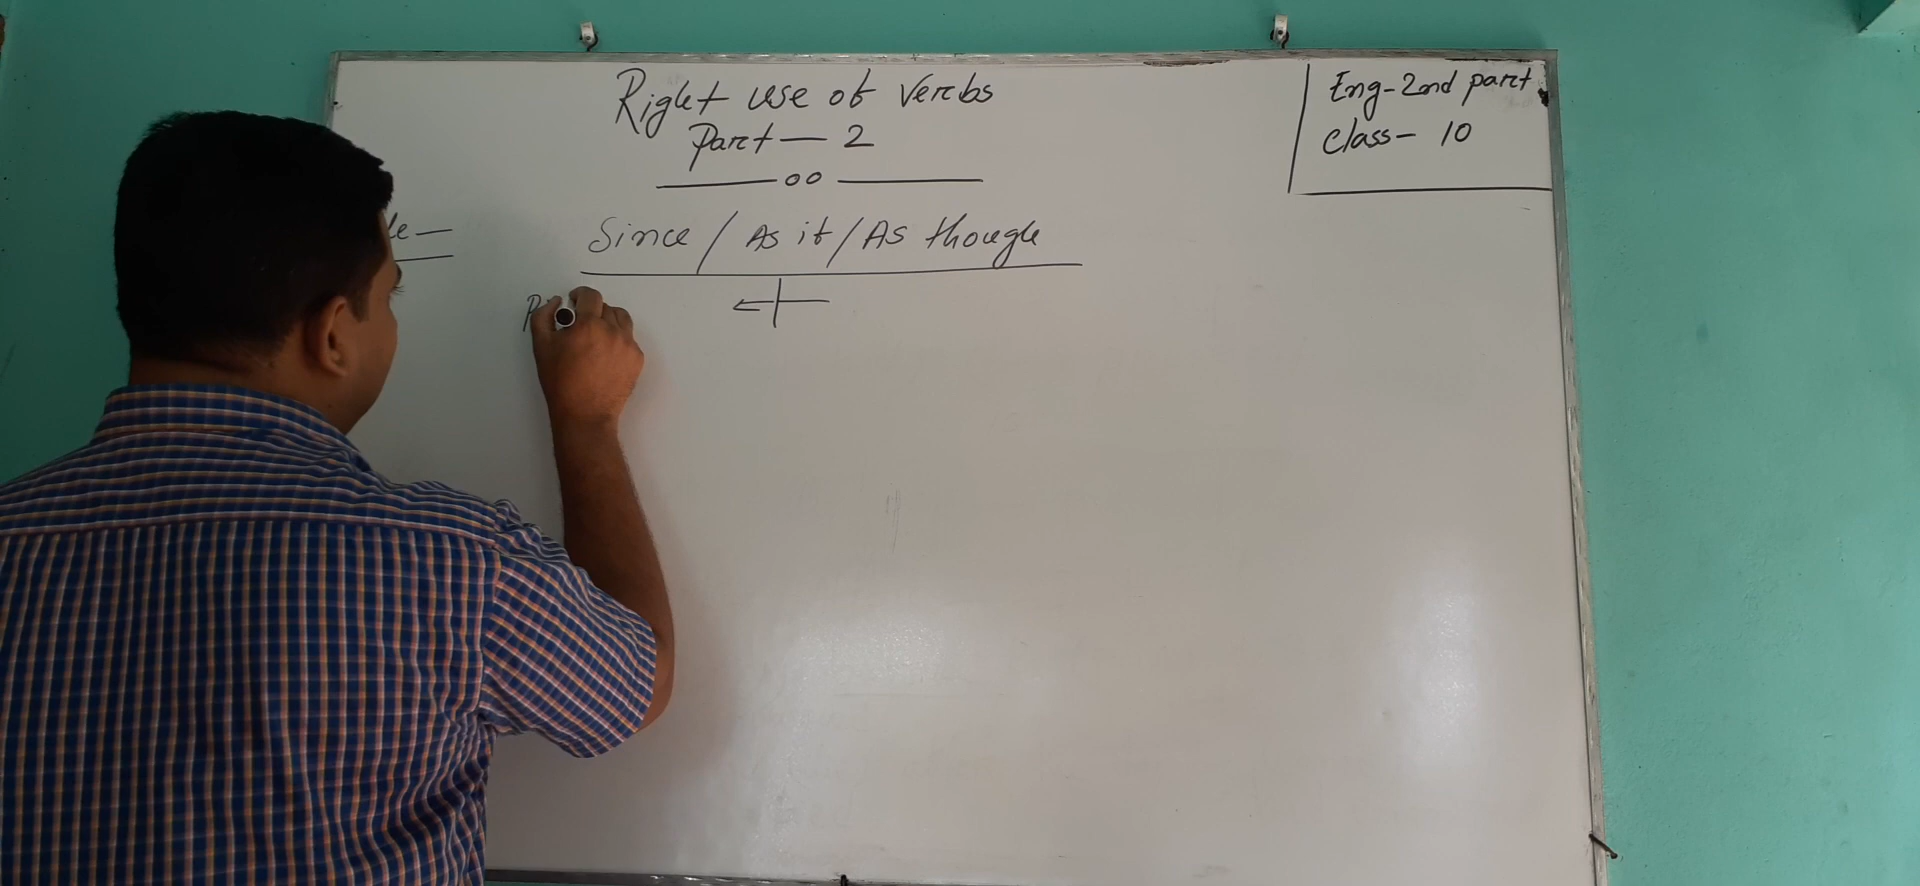 Right use of Verbs
Part — 2
Eng-2nd part
Class- 10
Since / As if / As though